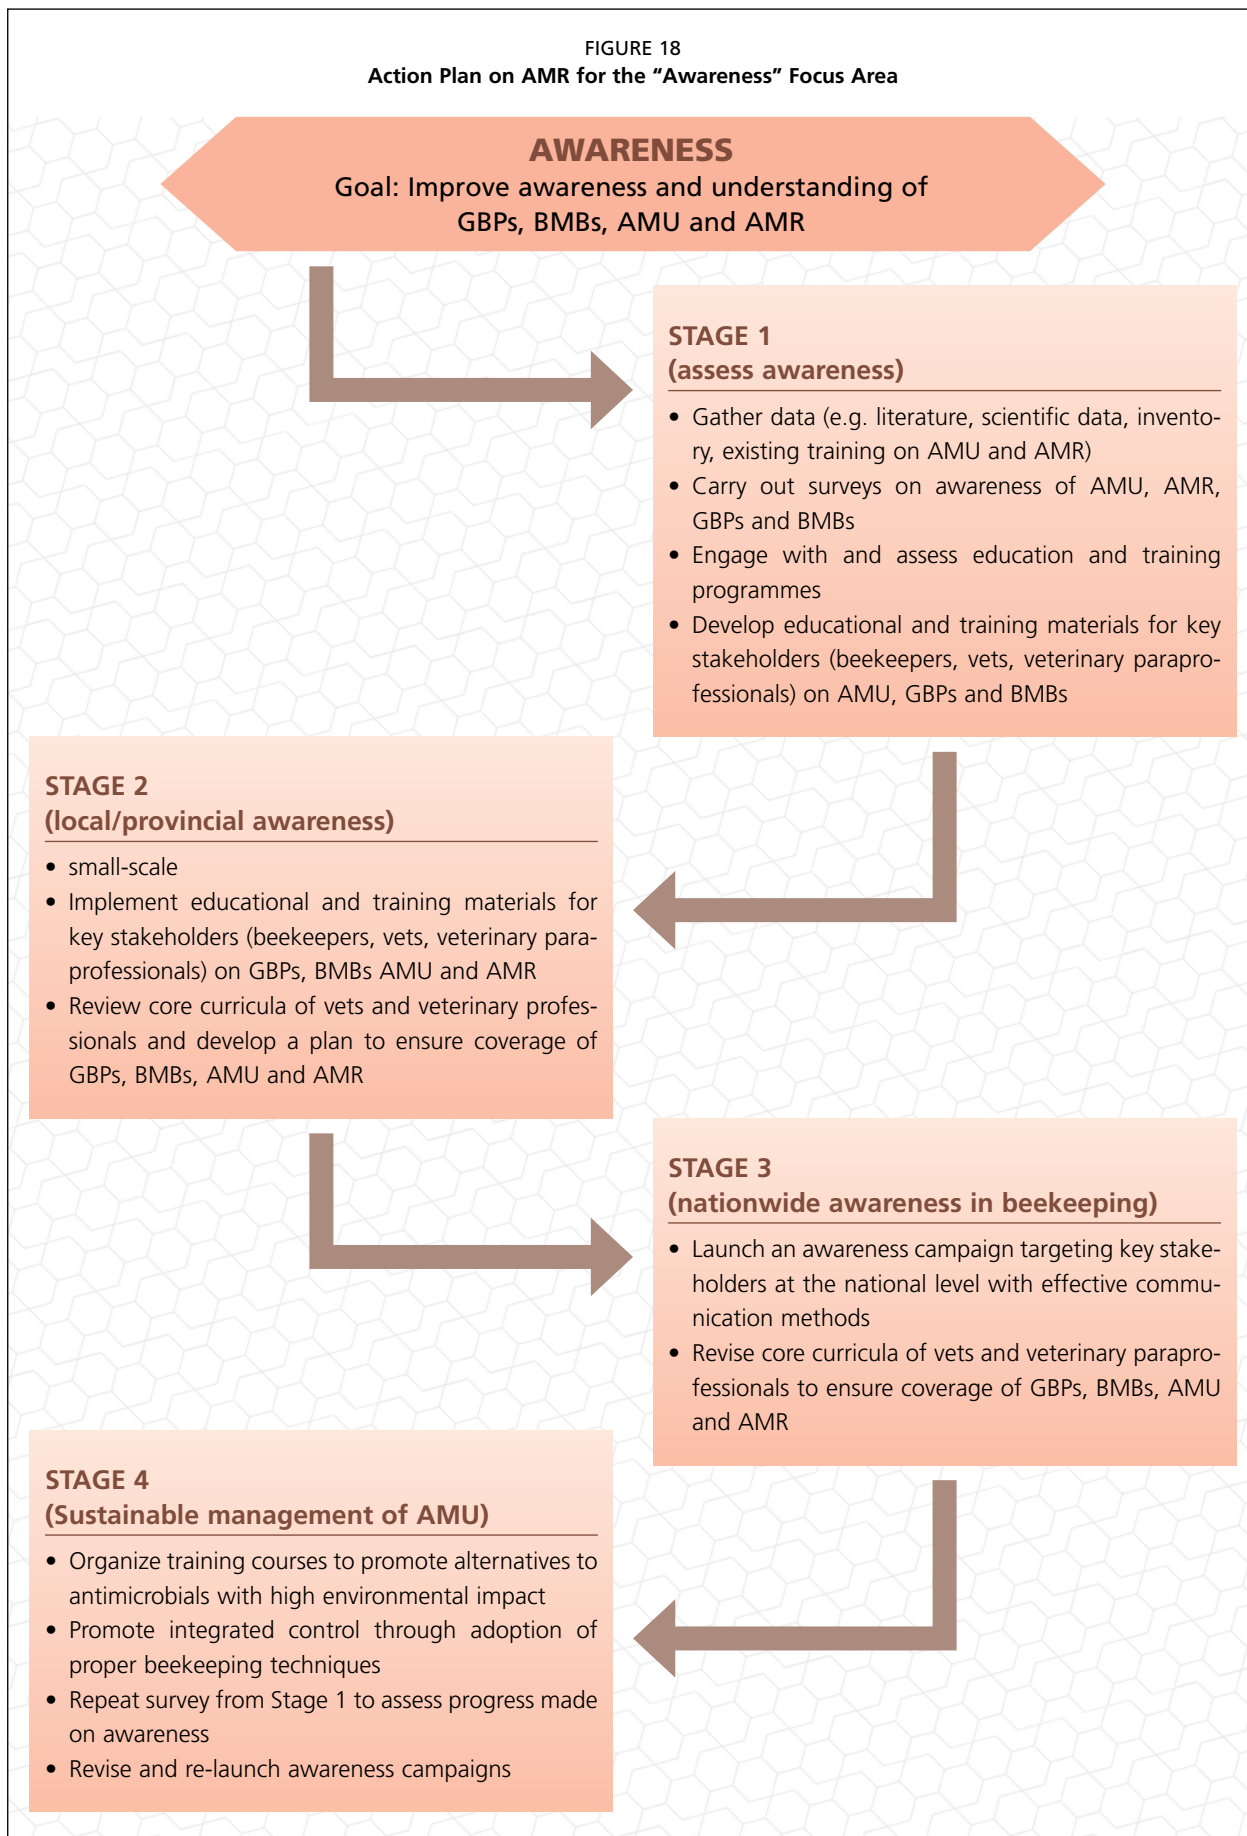 FIGURE 18
Action Plan on AMR for the “Awareness” Focus Area
AWARENESS
Goal: Improve awareness and understanding of
GBPs, BMBs, AMU and AMR
STAGE 1
(assess awareness)
• Gather data (e.g. literature, scientific data, invento-
ry, existing training on AMU and AMR)
• Carry out surveys on awareness of AMU, AMR,
GBPs and BMBs
• Engage with and assess education and training
programmes
• Develop educational and training materials for key
stakeholders (beekeepers, vets, veterinary parapro-
fessionals) on AMU, GBPs and BMBs
STAGE 2
(local/provincial awareness)
• small-scale
• Implement educational and training materials for
key stakeholders (beekeepers, vets, veterinary para-
professionals) on GBPs, BMBs AMU and AMR
• Review core curricula of vets and veterinary profes-
sionals and develop a plan to ensure coverage of
GBPs, BMBs, AMU and AMR
STAGE 3
(nationwide awareness in beekeeping)
• Launch an awareness campaign targeting key stake-
holders at the national level with effective commu-
nication methods
• Revise core curricula of vets and veterinary parapro-
fessionals to ensure coverage of GBPs, BMBs, AMU
and AMR
STAGE 4
(Sustainable management of AMU)
• Organize training courses to promote alternatives to
antimicrobials with high environmental impact
• Promote integrated control through adoption of
proper beekeeping techniques
• Repeat survey from Stage 1 to assess progress made
on awareness
• Revise and re-launch awareness campaigns